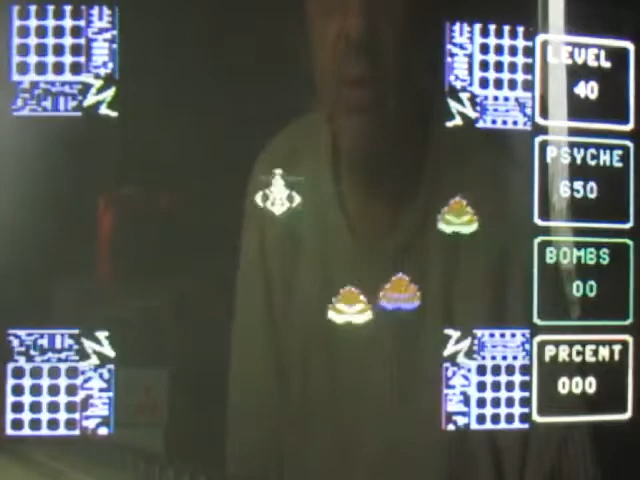 LEVEL
40
PSYCHE
650
BOMBS
00
PRCENT
000